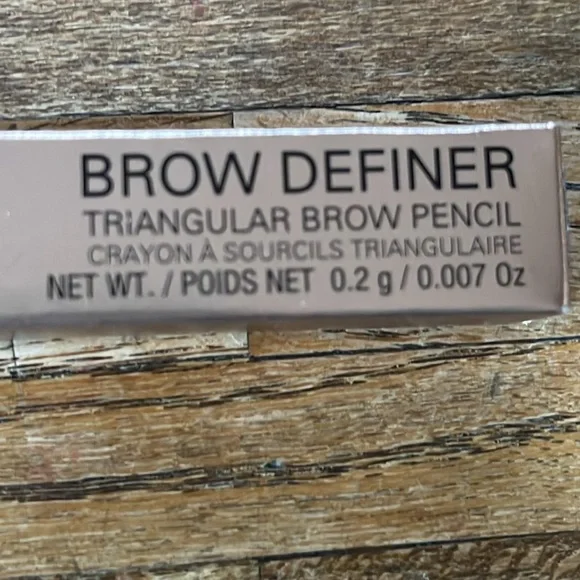 BROW DEFINER
TRIANGULAR BROW PENCIL
CRAYON À SOURCILS TRIANGULAIRE
NET WT. / POIDS NET 0.2 g / 0.007 Oz